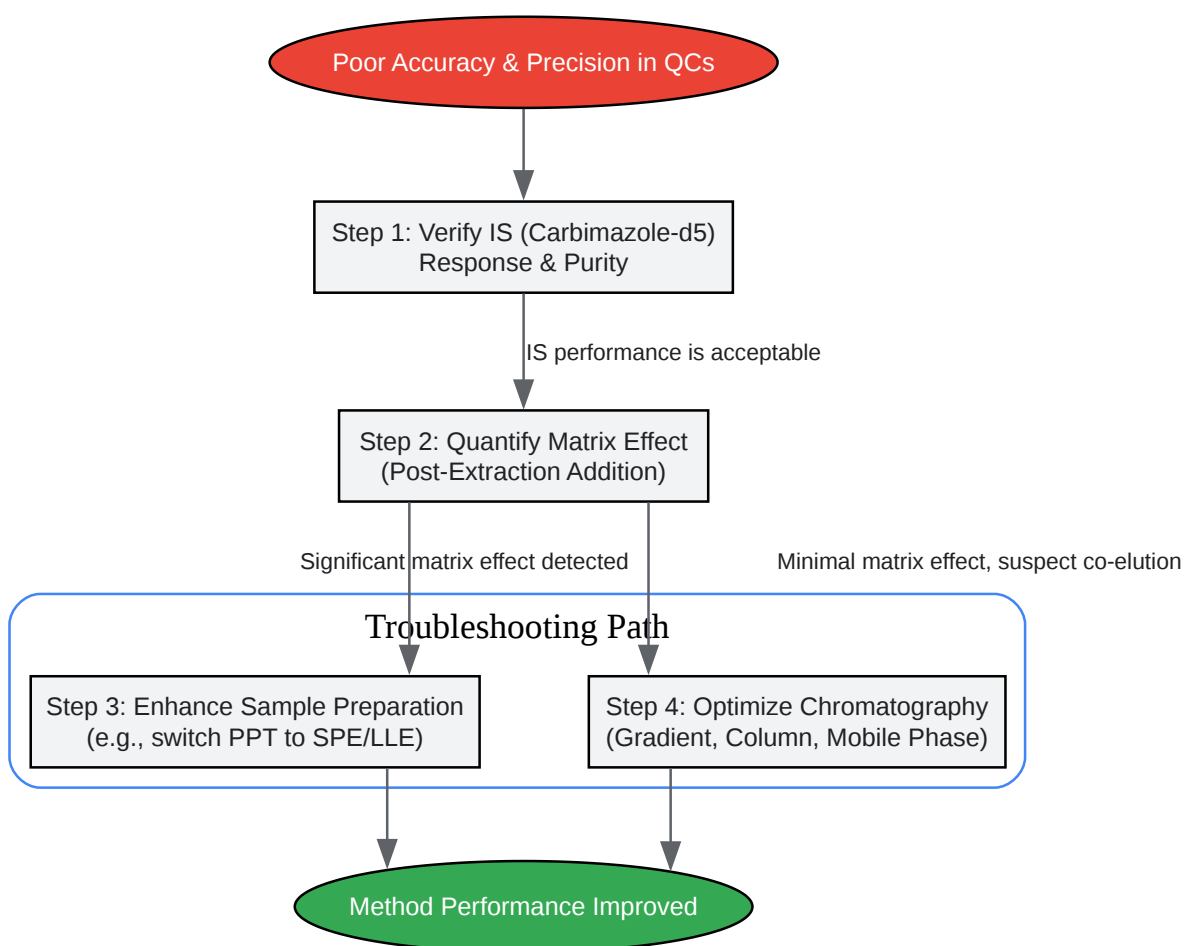 Poor Accuracy & Precision in QCs
Step 1: Verify IS (Carbimazole-d5)
Response & Purity
IS performance is acceptable
Step 2: Quantify Matrix Effect
(Post-Extraction Addition)
Significant matrix effect detected
Minimal matrix effect, suspect co-elution
Troubleshooting Path
Step 3: Enhance Sample Preparation
(e.g., switch PPT to SPE/LLE)
Step 4: Optimize Chromatography
(Gradient, Column, Mobile Phase)
Method Performance Improved